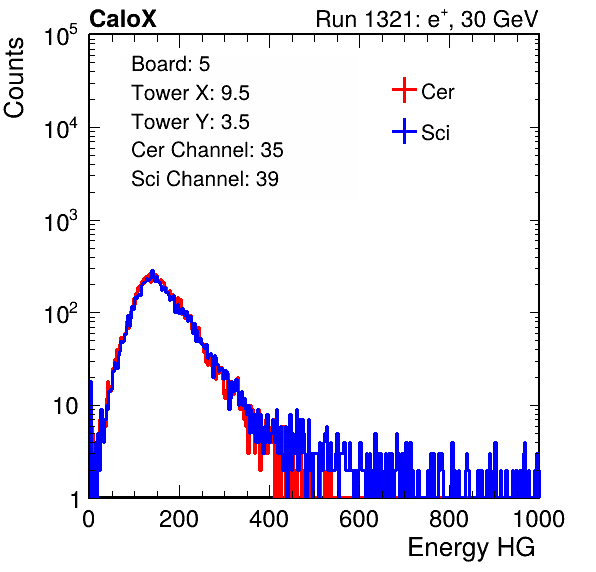 CaloX Run 1321: e⁺, 30 GeV
Counts
10⁵
10⁴
10³
10²
10
1
Board: 5
Tower X: 9.5
Tower Y: 3.5
Cer Channel: 35
Sci Channel: 39
Cer
Sci
0 200 400 600 800 1000
Energy HG